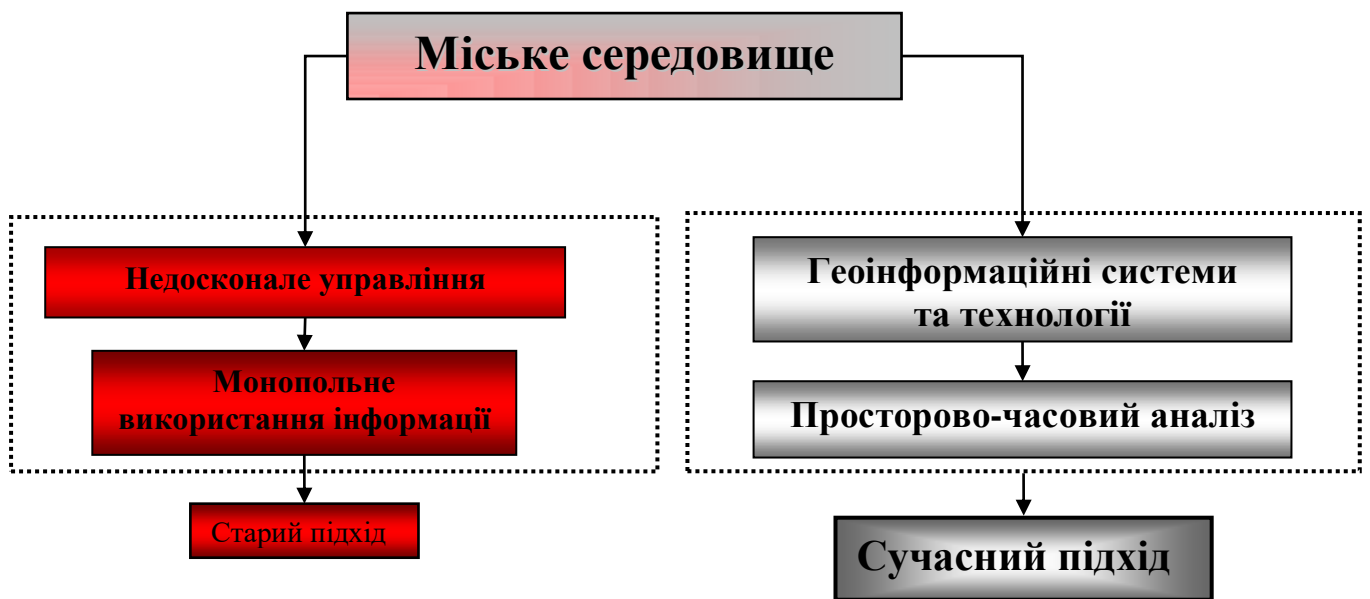 Міське середовище
Недосконале управління
Монопольне
використання інформації
Старий підхід
Геоінформаційні системи
та технології
Просторово-часовий аналіз
Сучасний підхід